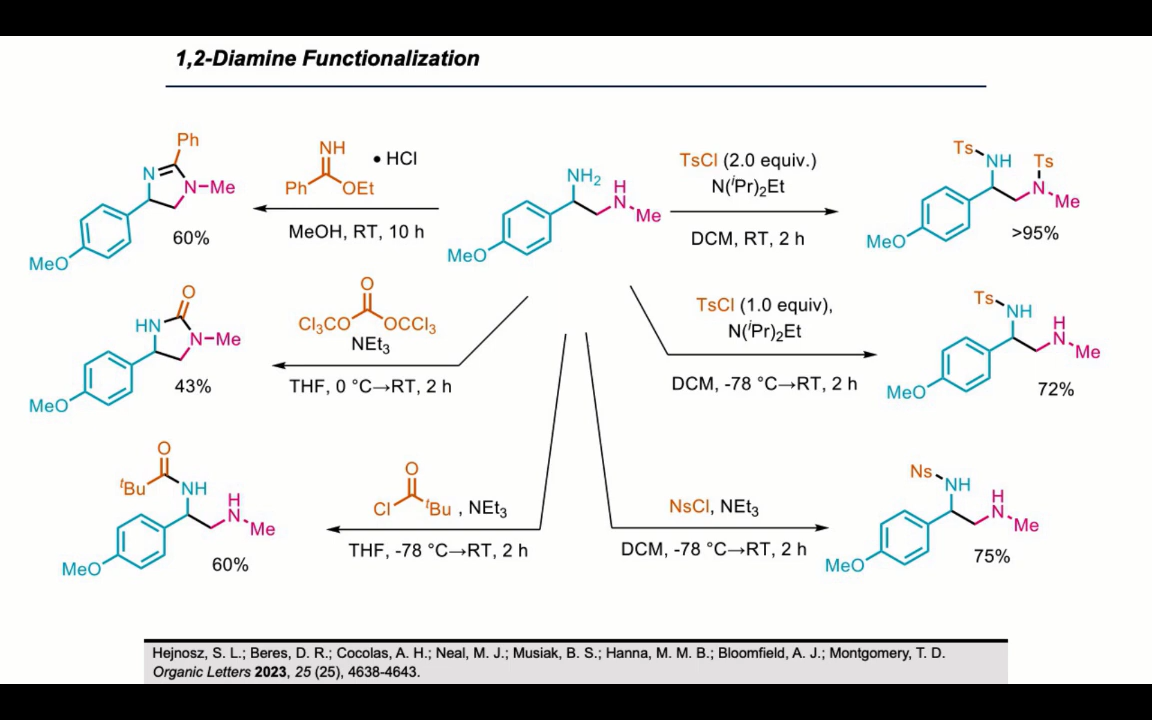 1,2-Diamine Functionalization
Ph
N
N
Me
MeO
60%
NH
Ph
OEt
• HCl
MeOH, RT, 10 h
NH2
H
N
Me
MeO
TsCl (2.0 equiv.)
N(iPr)2Et
DCM, RT, 2 h
Ts
NH
Ts
N
Me
MeO
>95%
O
HN
N
Me
MeO
43%
O
Cl3CO
OCCl3
NEt3
THF, 0 °C→RT, 2 h
TsCl (1.0 equiv),
N(iPr)2Et
DCM, -78 °C→RT, 2 h
Ts
NH
H
N
Me
MeO
72%
O
tBu
NH
H
N
Me
MeO
60%
O
Cl
tBu , NEt3
THF, -78 °C→RT, 2 h
NsCl, NEt3
DCM, -78 °C→RT, 2 h
Ns
NH
H
N
Me
MeO
75%
Hejnosz, S. L.; Beres, D. R.; Cocolas, A. H.; Neal, M. J.; Musiak, B. S.; Hanna, M. M. B.; Bloomfield, A. J.; Montgomery, T. D.
Organic Letters 2023, 25 (25), 4638-4643.